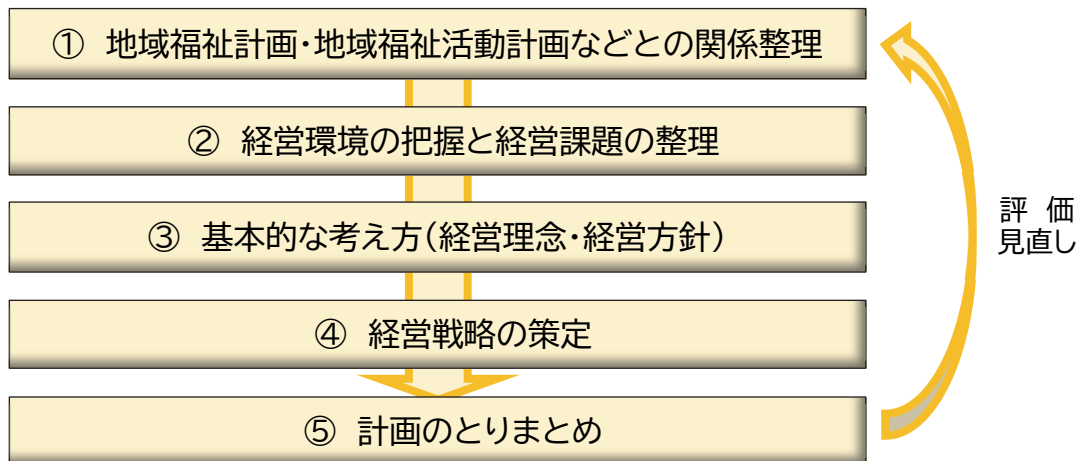 ① 地域福祉計画・地域福祉活動計画などとの関係整理
② 経営環境の把握と経営課題の整理
③ 基本的な考え方（経営理念・経営方針）
④ 経営戦略の策定
⑤ 計画のとりまとめ
評 価
見直し